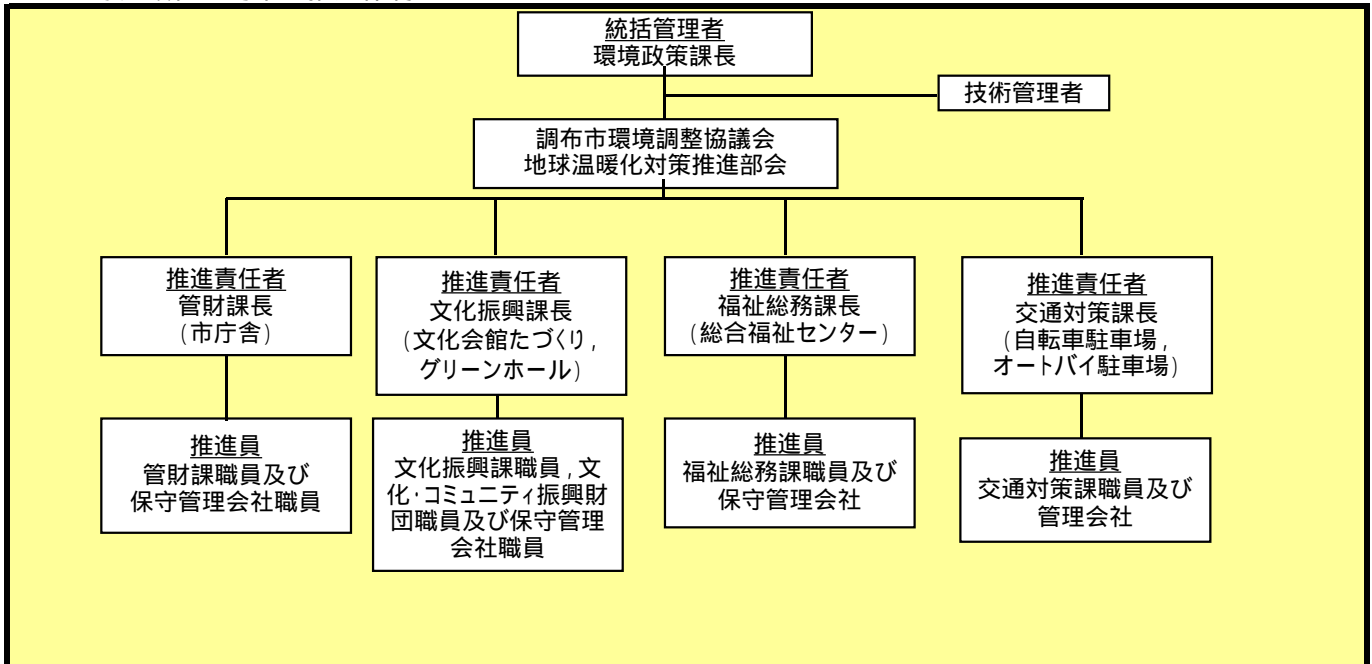 統括管理者
環境政策課長
技術管理者
調布市環境調整協議会
地球温暖化対策推進部会
推進責任者
管財課長
(市庁舎)
推進責任者
文化振興課長
(文化会館たづくり,
グリーンホール)
推進責任者
福祉総務課長
(総合福祉センター)
推進責任者
交通対策課長
(自転車駐車場,
オートバイ駐車場)
推進員
管財課職員及び
保守管理会社職員
推進員
文化振興課職員,文
化・コミュニティ振興財
団職員及び保守管理
会社職員
推進員
福祉総務課職員及び
保守管理会社
推進員
交通対策課職員及び
管理会社